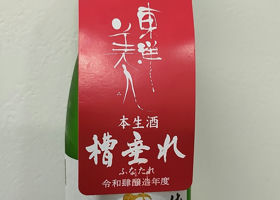 東洋
美人
本生酒
槽垂れ
ふなたれ
令和肆醸造年度